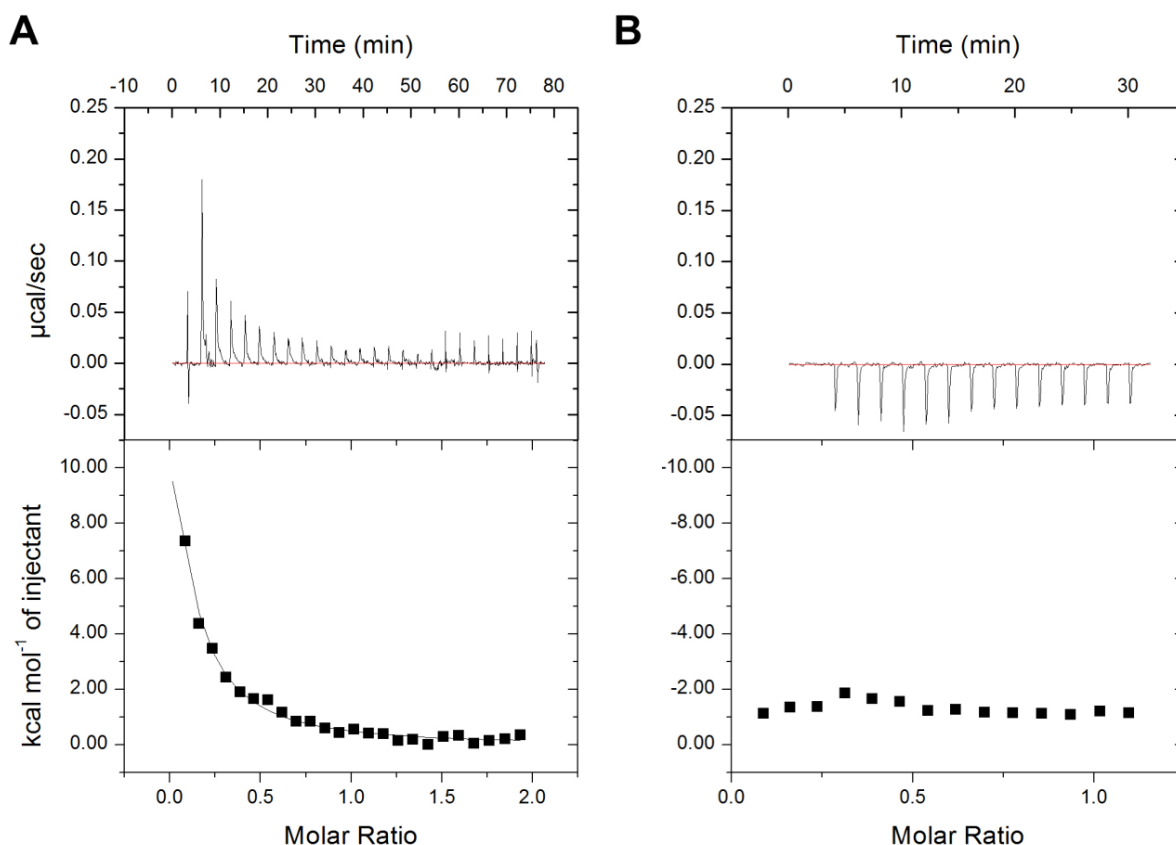 A
Time (min)
-10 0 10 20 30 40 50 60 70 80
0.25
0.20
0.15
0.10
0.05
0.00
-0.05
µcal/sec
10.00
8.00
6.00
4.00
2.00
0.00
kcal mol⁻¹ of injectant
0.0 0.5 1.0 1.5 2.0
Molar Ratio
B
Time (min)
0 10 20 30
0.25
0.20
0.15
0.10
0.05
0.00
-0.05
-10.00
-8.00
-6.00
-4.00
-2.00
0.00
0.0 0.5 1.0
Molar Ratio